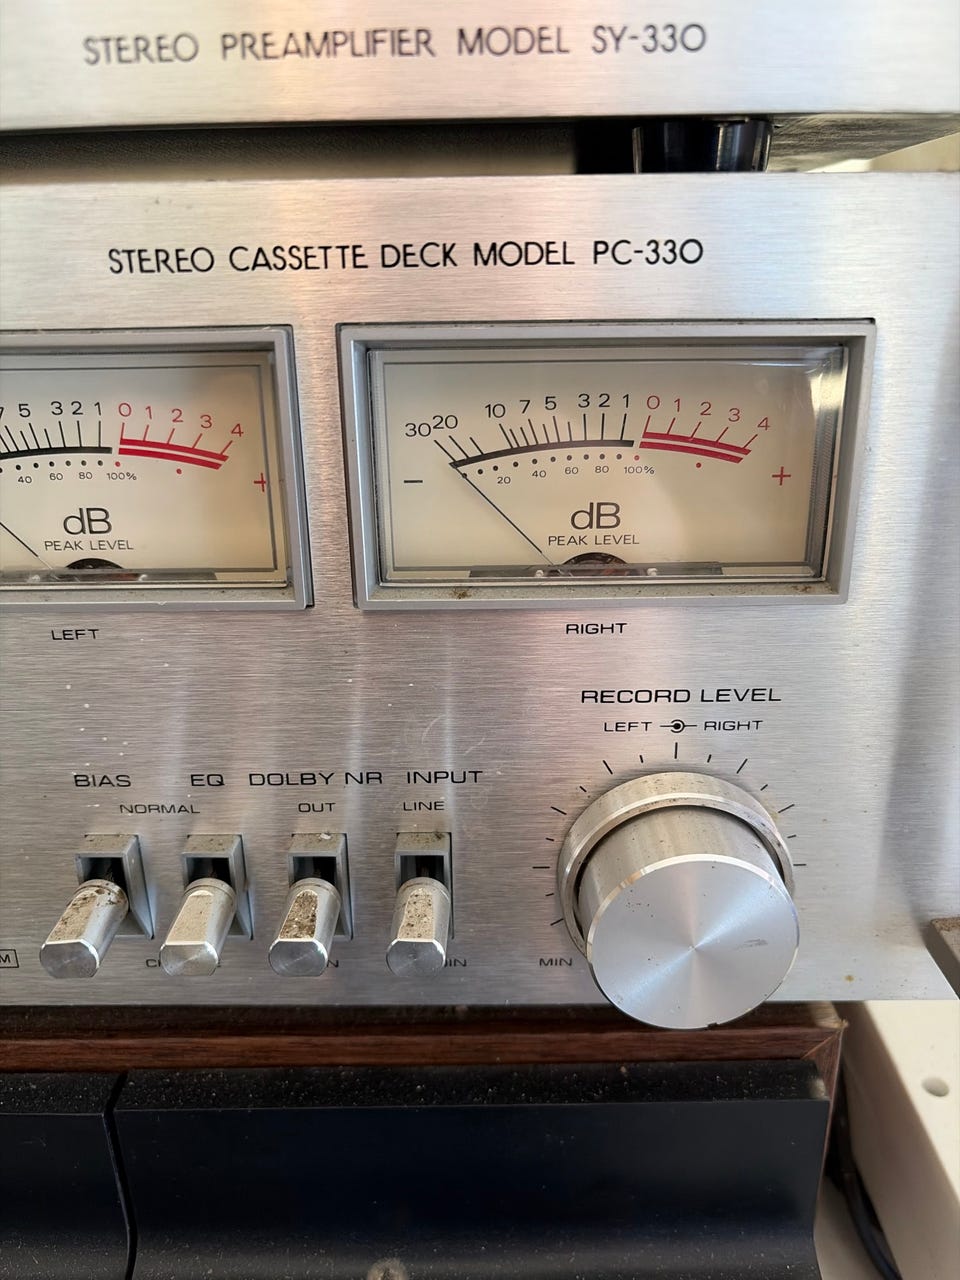 STEREO PREAMPLIFIER MODEL SY-330
STEREO CASSETTE DECK MODEL PC-330
5 3 2 1 0 1 2 3 4
40 60 80 100%
+
dB
PEAK LEVEL
LEFT
30 20 10 7 5 3 2 1 0 1 2 3 4
20 40 60 80 100%
− +
dB
PEAK LEVEL
RIGHT
RECORD LEVEL
LEFT RIGHT
BIAS EQ DOLBY NR INPUT
NORMAL OUT LINE
MIN